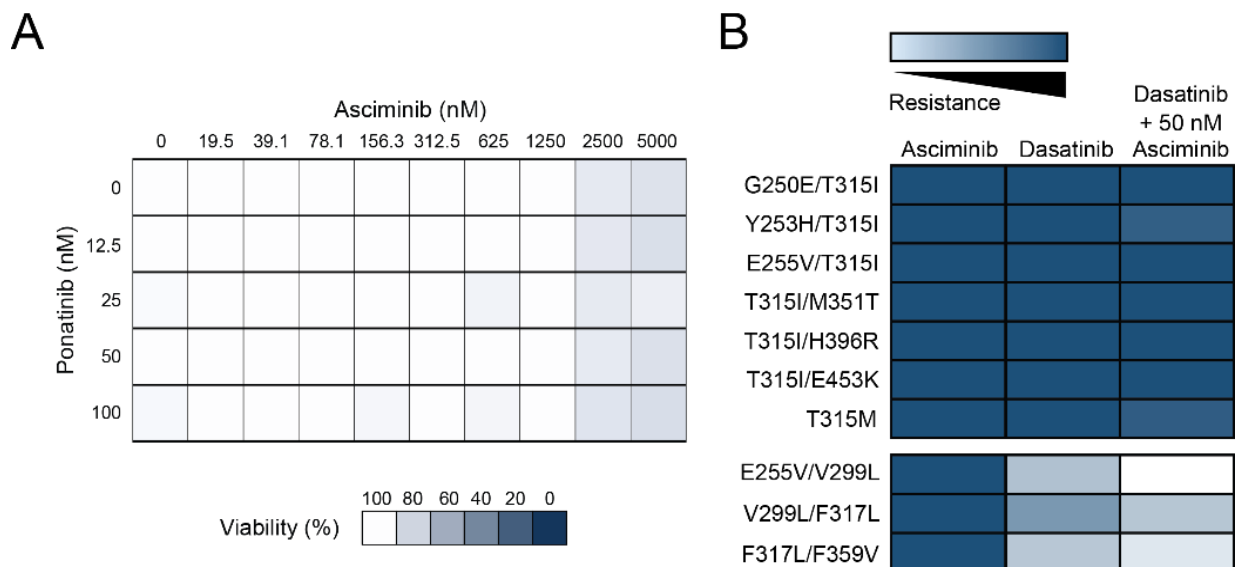 A
Asciminib (nM)
0 19.5 39.1 78.1 156.3 312.5 625 1250 2500 5000
Ponatinib (nM)
0
12.5
25
50
100
Viability (%)
100 80 60 40 20 0
B
Resistance
Asciminib
Dasatinib
Dasatinib
+ 50 nM
Asciminib
G250E/T315I
Y253H/T315I
E255V/T315I
T315I/M351T
T315I/H396R
T315I/E453K
T315M
E255V/V299L
V299L/F317L
F317L/F359V